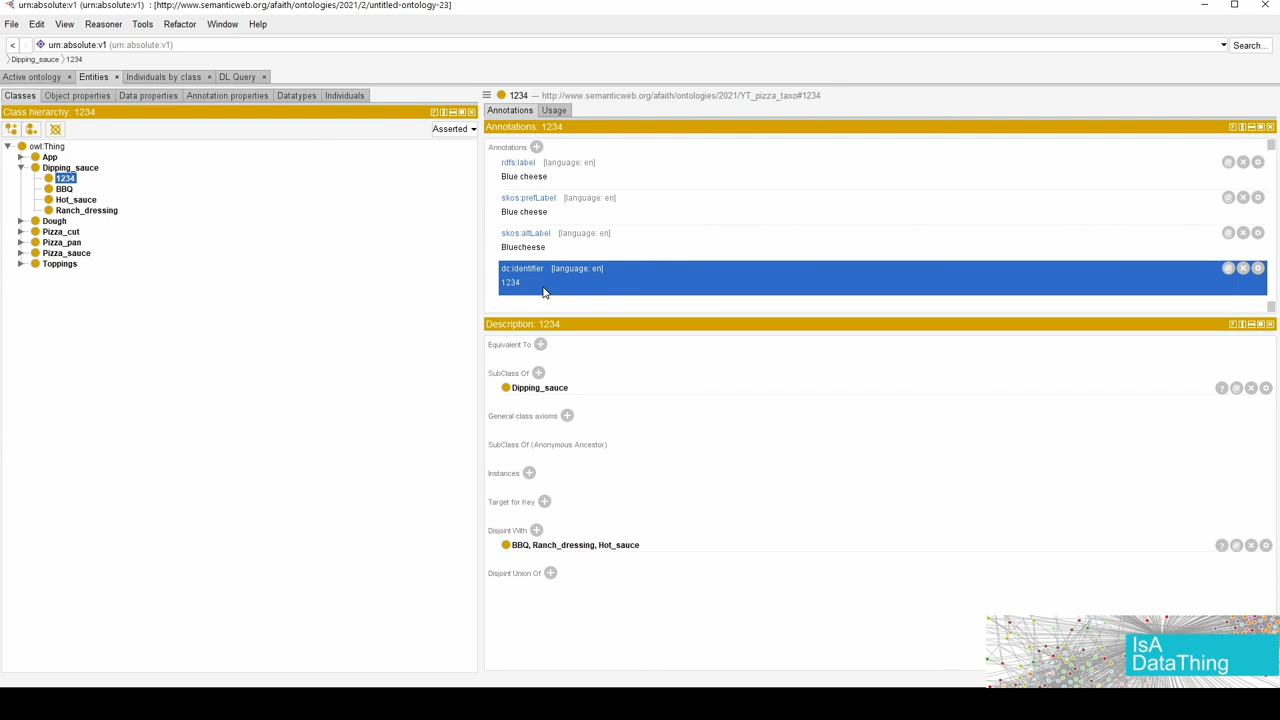 urn:absolute:v1 (urn:absolute:v1) : [http://www.semanticweb.org/afaith/ontologies/2021/2/untitled-ontology-23]
File Edit View Reasoner Tools Refactor Window Help
< > urn:absolute:v1 (urn:absolute:v1) Search...
Dipping_sauce 1234
Active ontology × Entities × Individuals by class × DL Query ×
Classes Object properties Data properties Annotation properties Datatypes Individuals
Class hierarchy: 1234
Asserted
owl:Thing
App
Dipping_sauce
1234
BBQ
Hot_sauce
Ranch_dressing
Dough
Pizza_cut
Pizza_pan
Pizza_sauce
Toppings
1234 — http://www.semanticweb.org/afaith/ontologies/2021/YT_pizza_taxo#1234
Annotations Usage
Annotations: 1234
Annotations
rdfs:label [language: en]
Blue cheese
skos:prefLabel [language: en]
Blue cheese
skos:altLabel [language: en]
Bluecheese
dc:identifier [language: en]
1234
Description: 1234
Equivalent To
SubClass Of
Dipping_sauce
General class axioms
SubClass Of (Anonymous Ancestor)
Instances
Target for Key
Disjoint With
BBQ, Ranch_dressing, Hot_sauce
Disjoint Union Of
IsA
DataThing